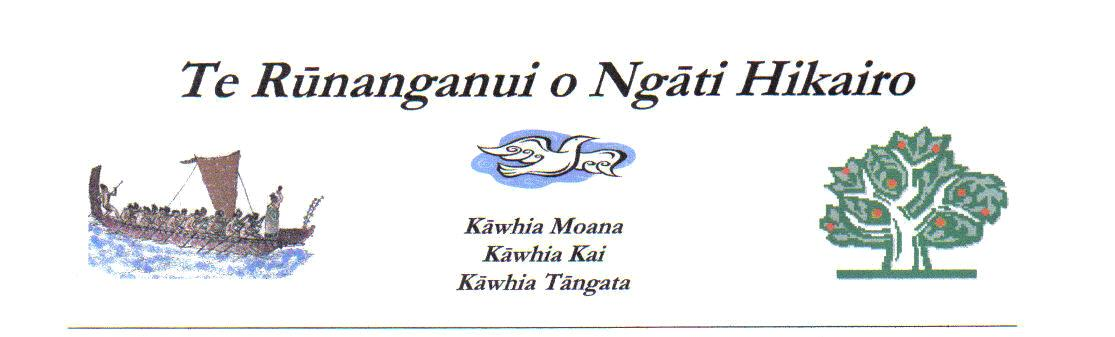 Te Rūnanganui o Ngāti Hikairo
Kāwhia Moana
Kāwhia Kai
Kāwhia Tāngata